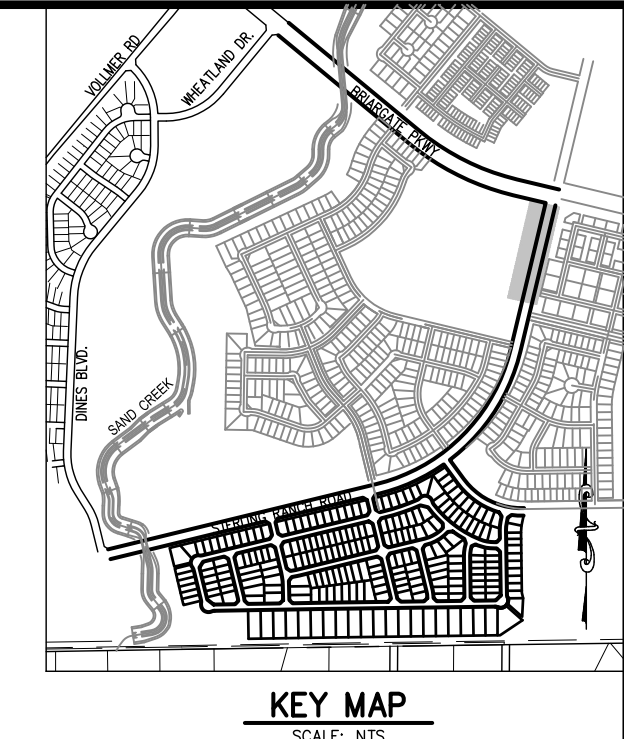 VOLLMER RD
WHEATLAND DR.
BRIARGATE PKWY
DINES BLVD.
SAND CREEK
STERLING RANCH ROAD
KEY MAP
SCALE: NTS